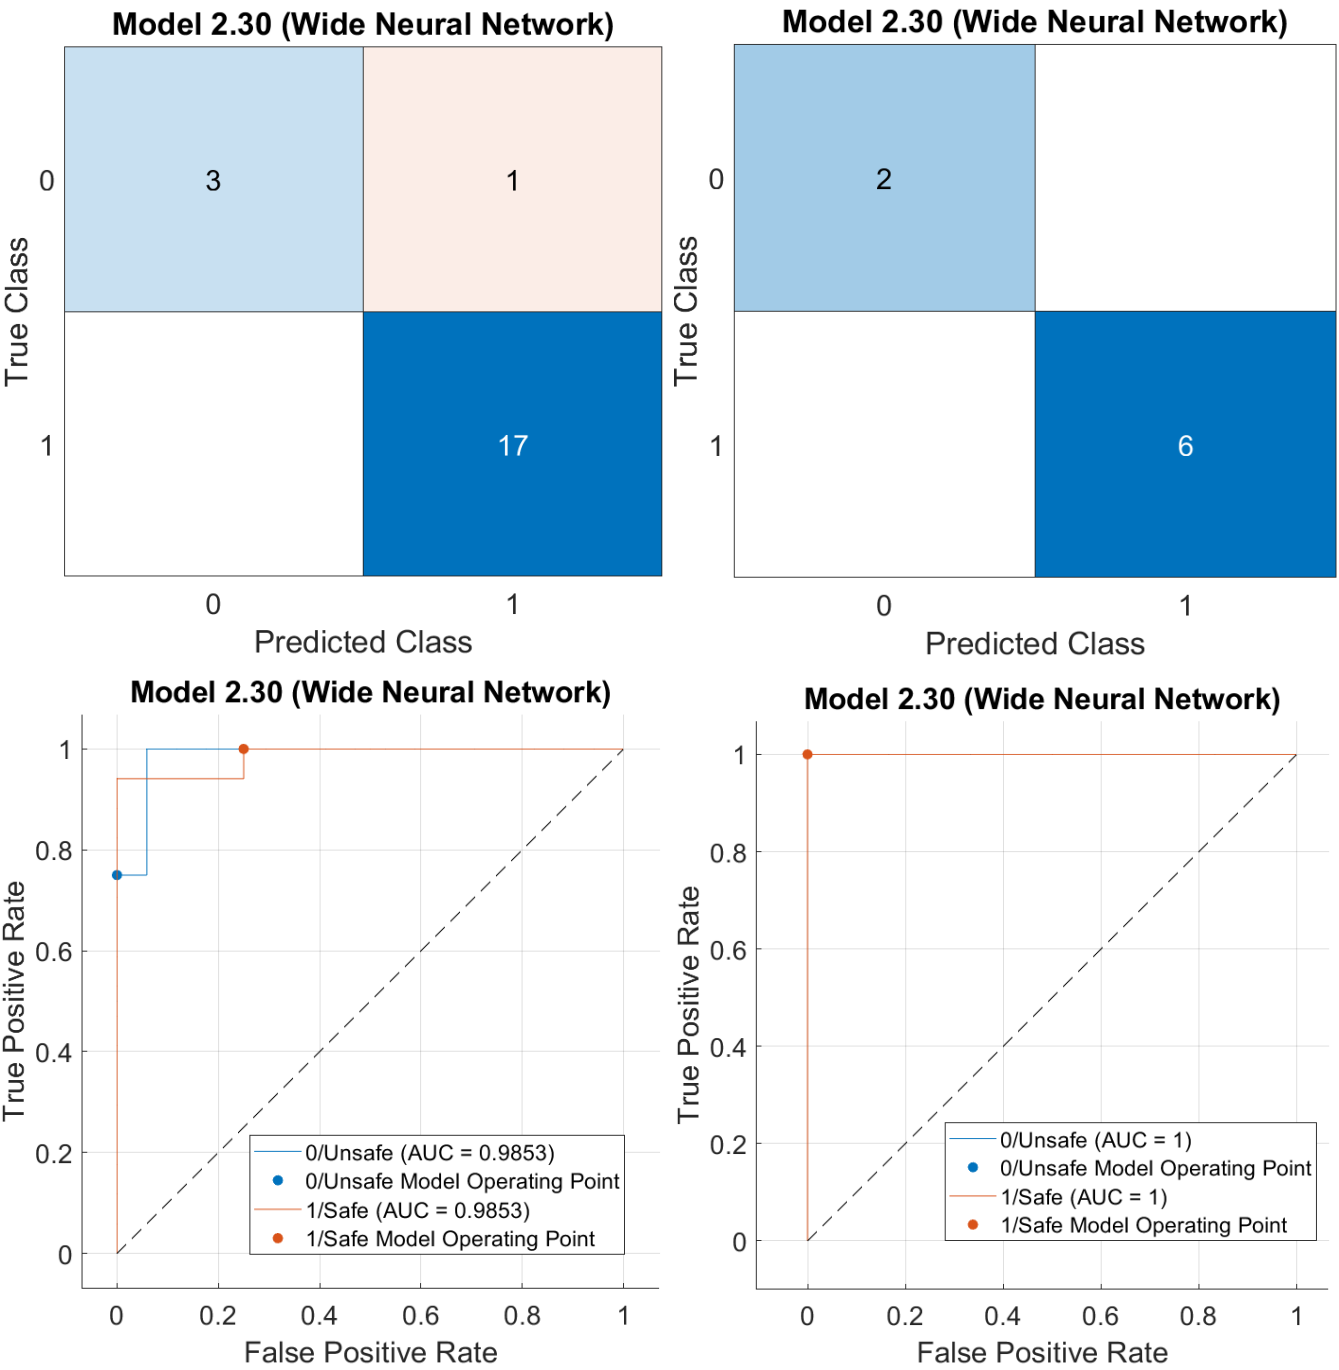 Model 2.30 (Wide Neural Network)
0
3
1
True Class
1
17
0
1
Predicted Class
Model 2.30 (Wide Neural Network)
0
2
True Class
1
6
0
1
Predicted Class
Model 2.30 (Wide Neural Network)
1
0.8
0.6
0.4
0.2
0
True Positive Rate
0/Unsafe (AUC = 0.9853)
0/Unsafe Model Operating Point
1/Safe (AUC = 0.9853)
1/Safe Model Operating Point
0 0.2 0.4 0.6 0.8 1
False Positive Rate
Model 2.30 (Wide Neural Network)
1
0.8
0.6
0.4
0.2
0
True Positive Rate
0/Unsafe (AUC = 1)
0/Unsafe Model Operating Point
1/Safe (AUC = 1)
1/Safe Model Operating Point
0 0.2 0.4 0.6 0.8 1
False Positive Rate